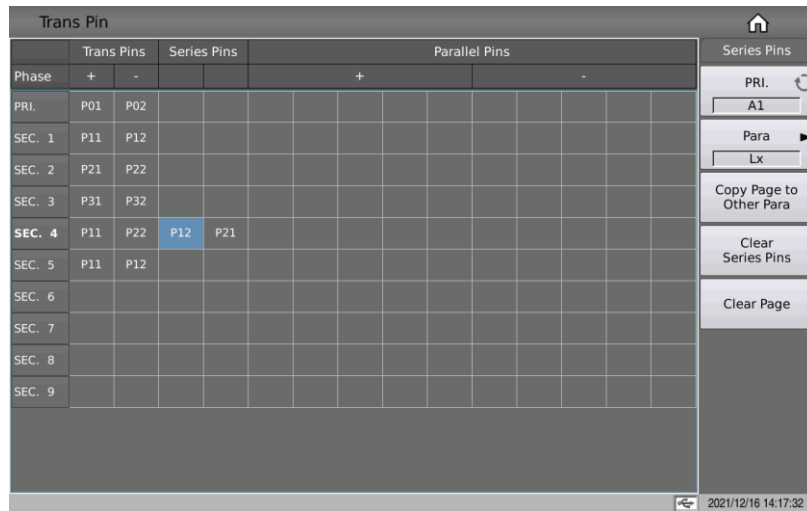 Trans Pin
Trans Pins Series Pins Parallel Pins
Phase + - + -
PRI. P01 P02
SEC. 1 P11 P12
SEC. 2 P21 P22
SEC. 3 P31 P32
SEC. 4 P11 P22 P12 P21
SEC. 5 P11 P12
SEC. 6
SEC. 7
SEC. 8
SEC. 9
Series Pins
PRI.
A1
Para
Lx
Copy Page to
Other Para
Clear
Series Pins
Clear Page
2021/12/16 14:17:32